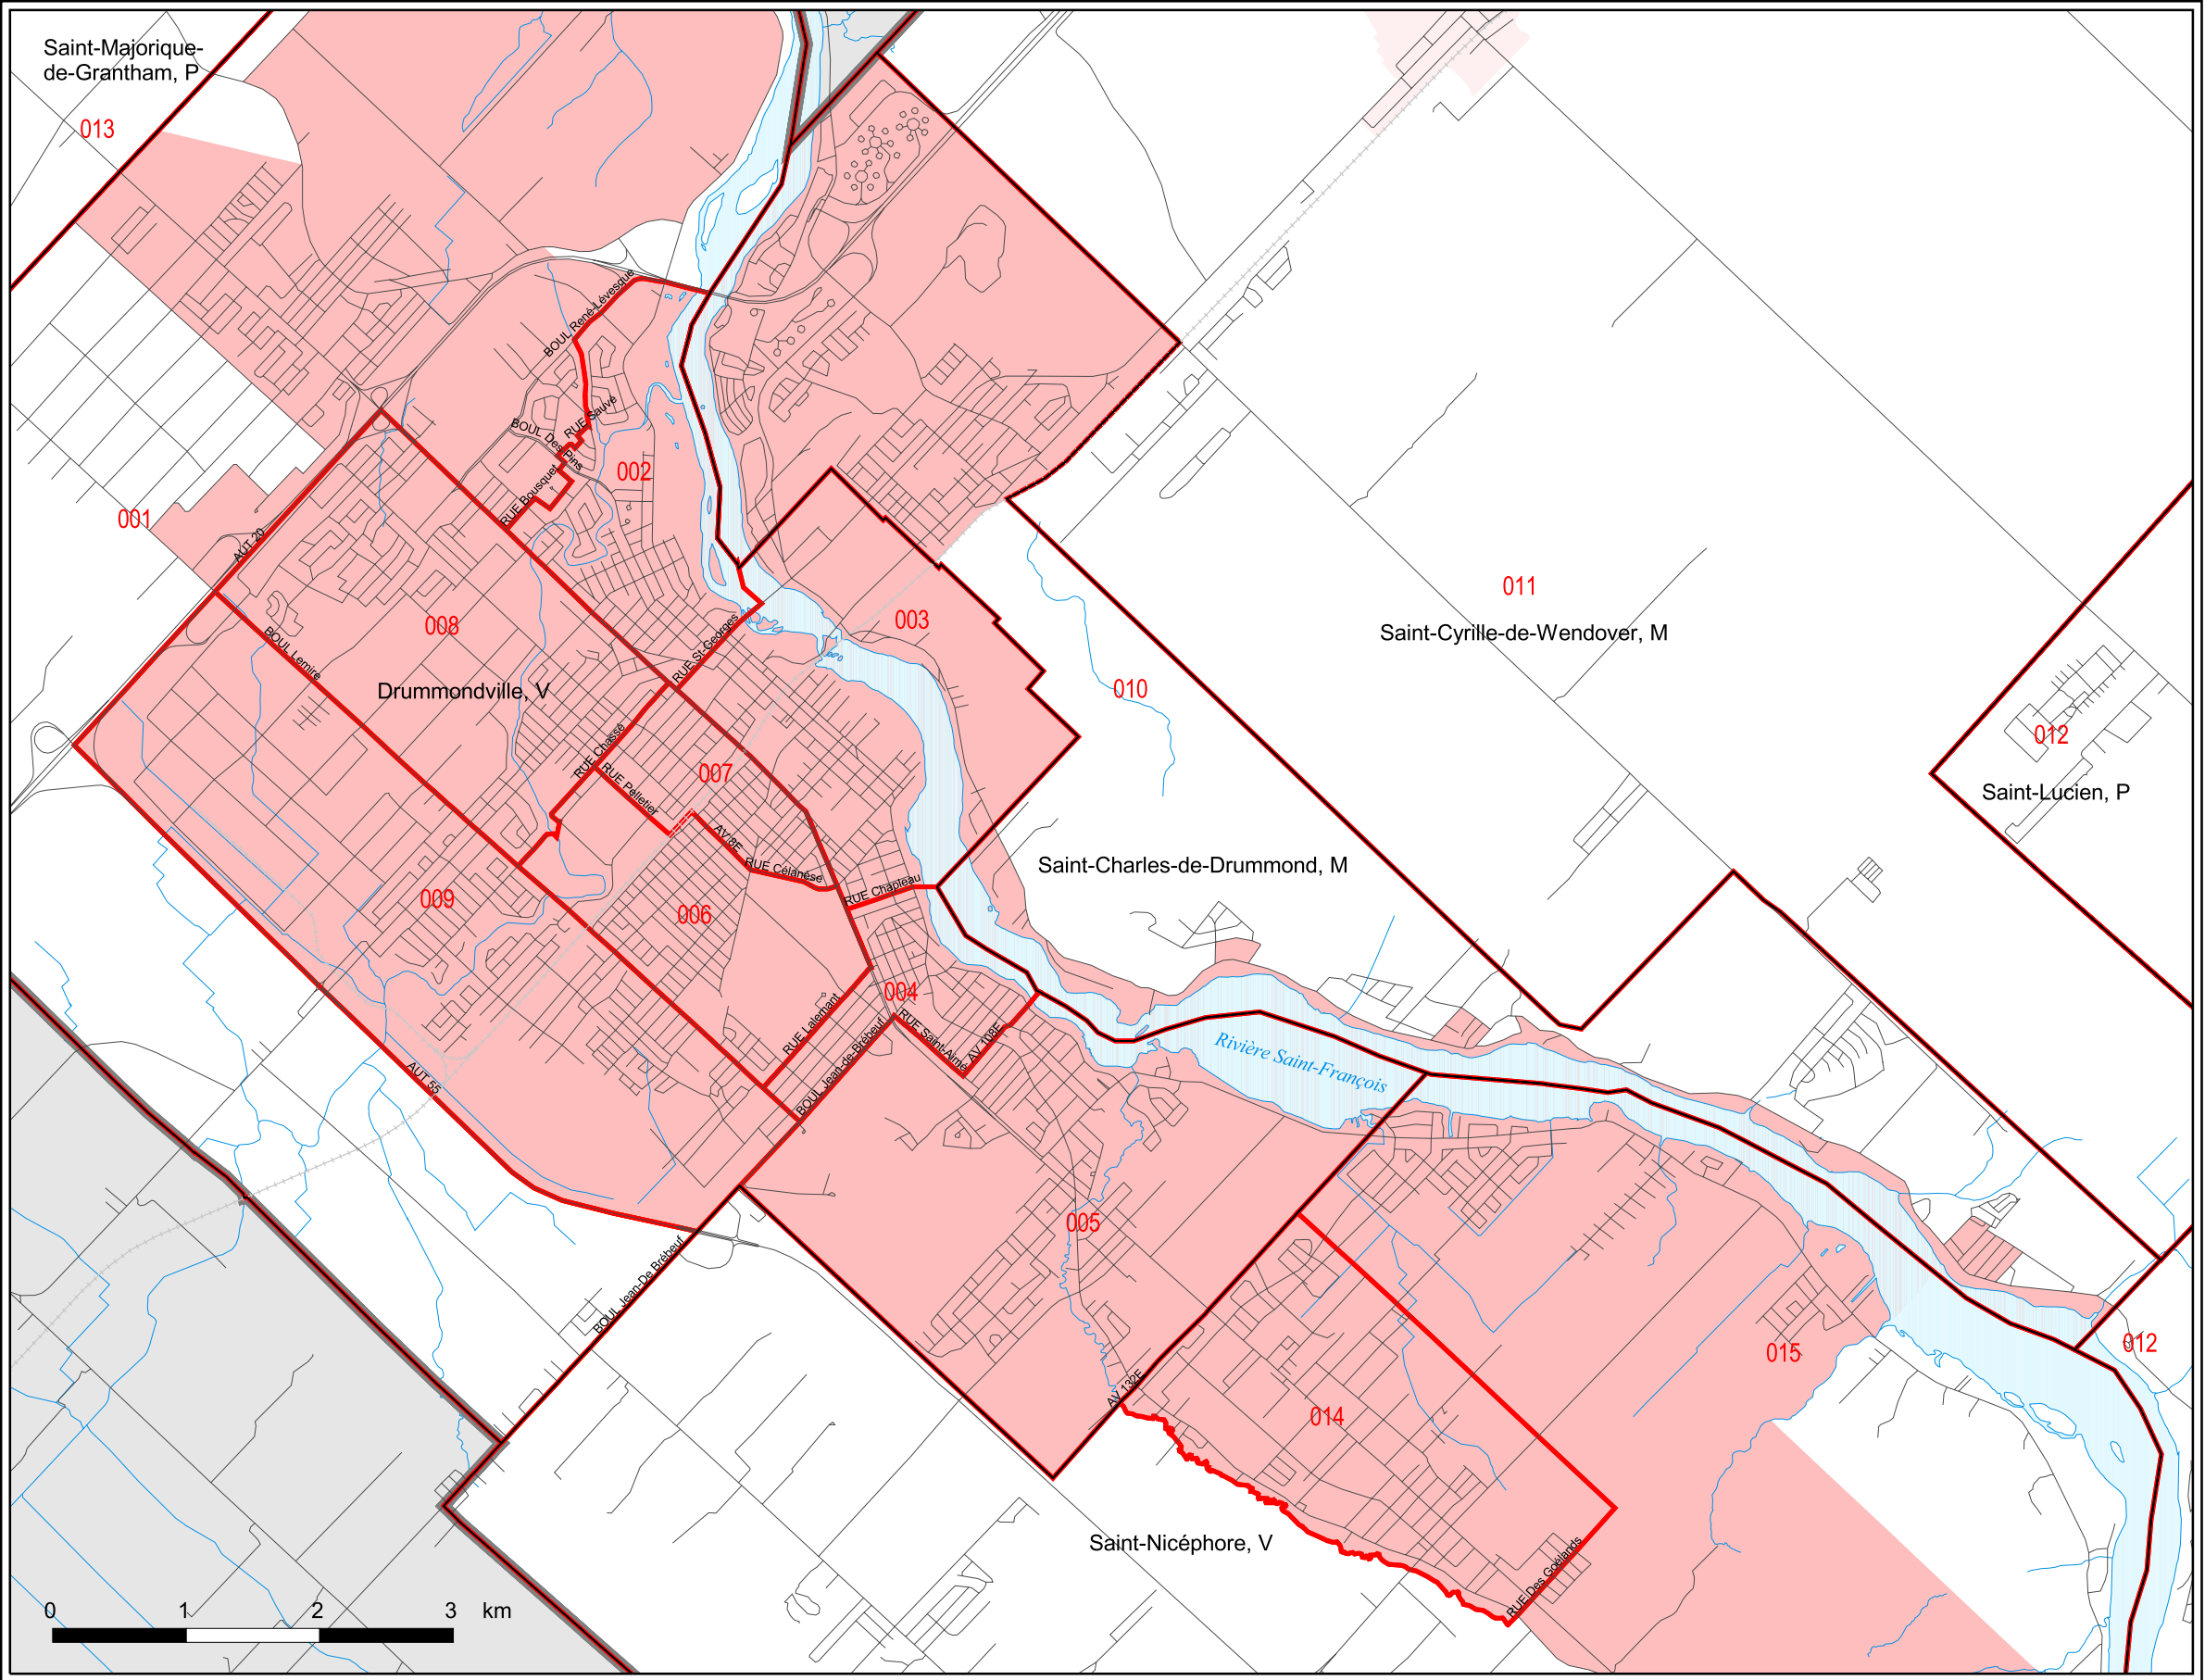 Saint-Majorique-
de-Grantham, P
013
BOUL René-Lévesque
RUE Sauvé
BOUL Des Pins
002
RUE Bousquet
001
AUT 20
011
003
008
RUE St-Georges
Saint-Cyrille-de-Wendover, M
BOUL Lemire
Drummondville, V
010
012
RUE Chassé
007
RUE Pelletier
Saint-Lucien, P
AV 8E
RUE Célanèse
Saint-Charles-de-Drummond, M
RUE Chapleau
009
006
004
RUE Lalemant
BOUL Jean-de-Brébeuf
RUE Saint-Aimé
AV 108E
Rivière Saint-François
AUT 55
005
BOUL Jean-De Brébeuf
012
015
AV 132E
014
Saint-Nicéphore, V
RUE Des Goélands
0 1 2 3 km